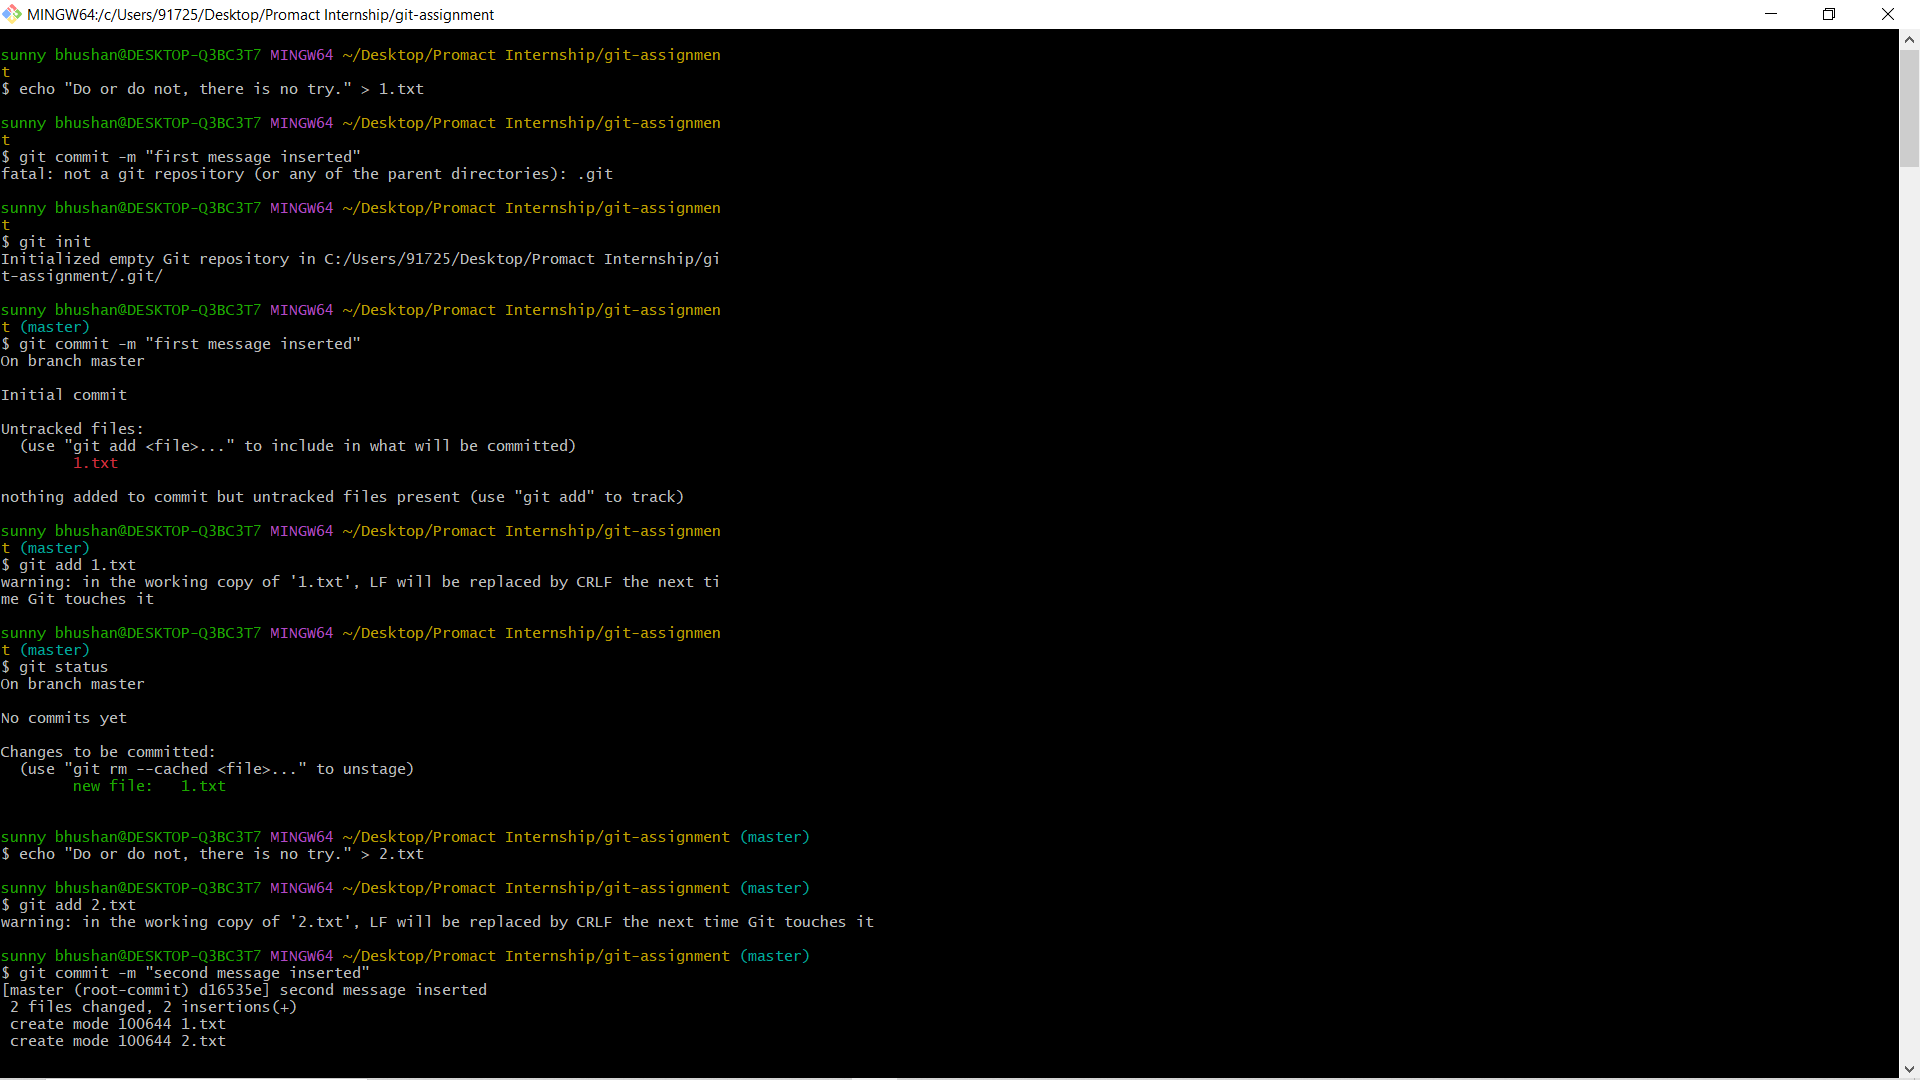 MINGW64:/c/Users/91725/Desktop/Promact Internship/git-assignment
sunny bhushan@DESKTOP-Q3BC3T7 MINGW64 ~/Desktop/Promact Internship/git-assignmen
t
$ echo "Do or do not, there is no try." > 1.txt
sunny bhushan@DESKTOP-Q3BC3T7 MINGW64 ~/Desktop/Promact Internship/git-assignmen
t
$ git commit -m "first message inserted"
fatal: not a git repository (or any of the parent directories): .git
sunny bhushan@DESKTOP-Q3BC3T7 MINGW64 ~/Desktop/Promact Internship/git-assignmen
t
$ git init
Initialized empty Git repository in C:/Users/91725/Desktop/Promact Internship/gi
t-assignment/.git/
sunny bhushan@DESKTOP-Q3BC3T7 MINGW64 ~/Desktop/Promact Internship/git-assignmen
t (master)
$ git commit -m "first message inserted"
On branch master
Initial commit
Untracked files:
  (use "git add <file>..." to include in what will be committed)
        1.txt
nothing added to commit but untracked files present (use "git add" to track)
sunny bhushan@DESKTOP-Q3BC3T7 MINGW64 ~/Desktop/Promact Internship/git-assignmen
t (master)
$ git add 1.txt
warning: in the working copy of '1.txt', LF will be replaced by CRLF the next ti
me Git touches it
sunny bhushan@DESKTOP-Q3BC3T7 MINGW64 ~/Desktop/Promact Internship/git-assignmen
t (master)
$ git status
On branch master
No commits yet
Changes to be committed:
  (use "git rm --cached <file>..." to unstage)
        new file:   1.txt
sunny bhushan@DESKTOP-Q3BC3T7 MINGW64 ~/Desktop/Promact Internship/git-assignment (master)
$ echo "Do or do not, there is no try." > 2.txt
sunny bhushan@DESKTOP-Q3BC3T7 MINGW64 ~/Desktop/Promact Internship/git-assignment (master)
$ git add 2.txt
warning: in the working copy of '2.txt', LF will be replaced by CRLF the next time Git touches it
sunny bhushan@DESKTOP-Q3BC3T7 MINGW64 ~/Desktop/Promact Internship/git-assignment (master)
$ git commit -m "second message inserted"
[master (root-commit) d16535e] second message inserted
 2 files changed, 2 insertions(+)
 create mode 100644 1.txt
 create mode 100644 2.txt